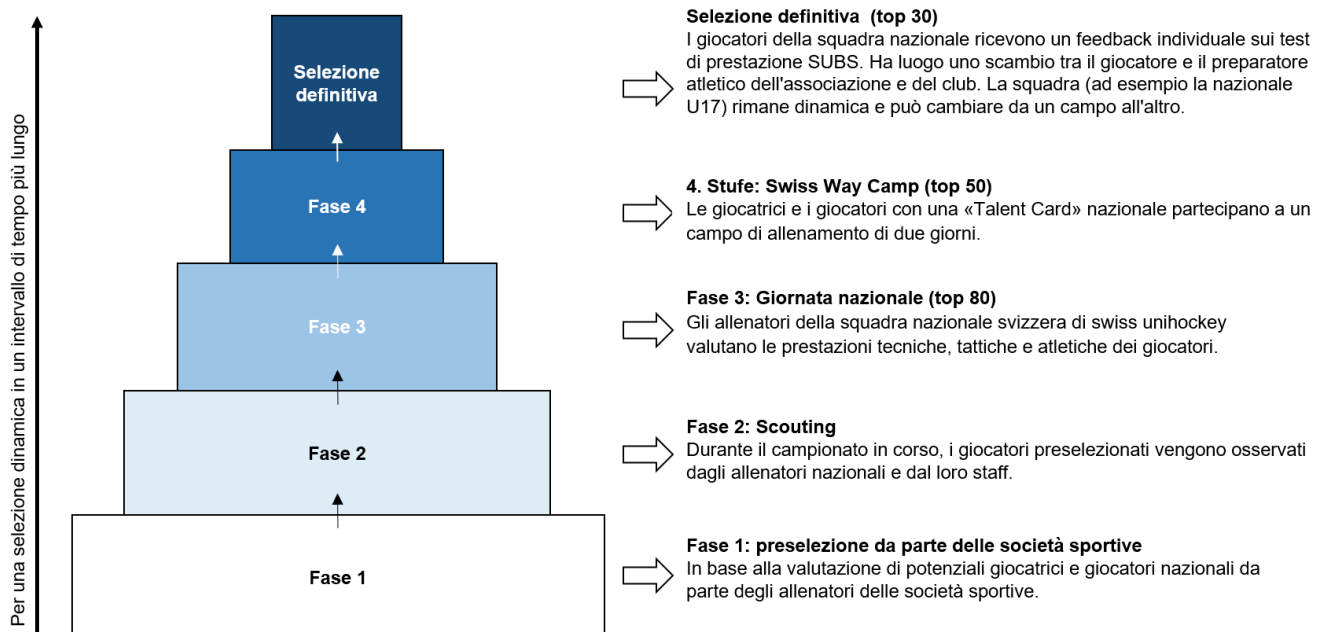 Per una selezione dinamica in un intervallo di tempo più lungo
Selezione
definitiva
Selezione definitiva (top 30)
I giocatori della squadra nazionale ricevono un feedback individuale sui test
di prestazione SUBS. Ha luogo uno scambio tra il giocatore e il preparatore
atletico dell'associazione e del club. La squadra (ad esempio la nazionale
U17) rimane dinamica e può cambiare da un campo all'altro.
Fase 4
4. Stufe: Swiss Way Camp (top 50)
Le giocatrici e i giocatori con una «Talent Card» nazionale partecipano a un
campo di allenamento di due giorni.
Fase 3
Fase 3: Giornata nazionale (top 80)
Gli allenatori della squadra nazionale svizzera di swiss unihockey
valutano le prestazioni tecniche, tattiche e atletiche dei giocatori.
Fase 2
Fase 2: Scouting
Durante il campionato in corso, i giocatori preselezionati vengono osservati
dagli allenatori nazionali e dal loro staff.
Fase 1
Fase 1: preselezione da parte delle società sportive
In base alla valutazione di potenziali giocatrici e giocatori nazionali da
parte degli allenatori delle società sportive.